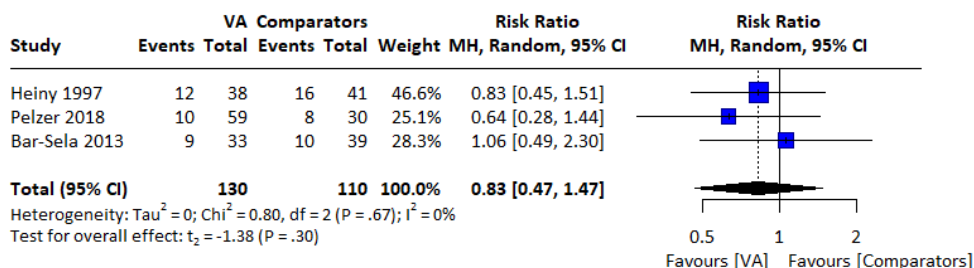 VA Comparators Risk Ratio Risk Ratio
Study Events Total Events Total Weight MH, Random, 95% CI MH, Random, 95% CI
Heiny 1997 12 38 16 41 46.6% 0.83 [0.45, 1.51]
Pelzer 2018 10 59 8 30 25.1% 0.64 [0.28, 1.44]
Bar-Sela 2013 9 33 10 39 28.3% 1.06 [0.49, 2.30]
Total (95% CI) 130 110 100.0% 0.83 [0.47, 1.47]
Heterogeneity: Tau² = 0; Chi² = 0.80, df = 2 (P = .67); I² = 0%
Test for overall effect: t₂ = -1.38 (P = .30)
0.5 1 2
Favours [VA] Favours [Comparators]